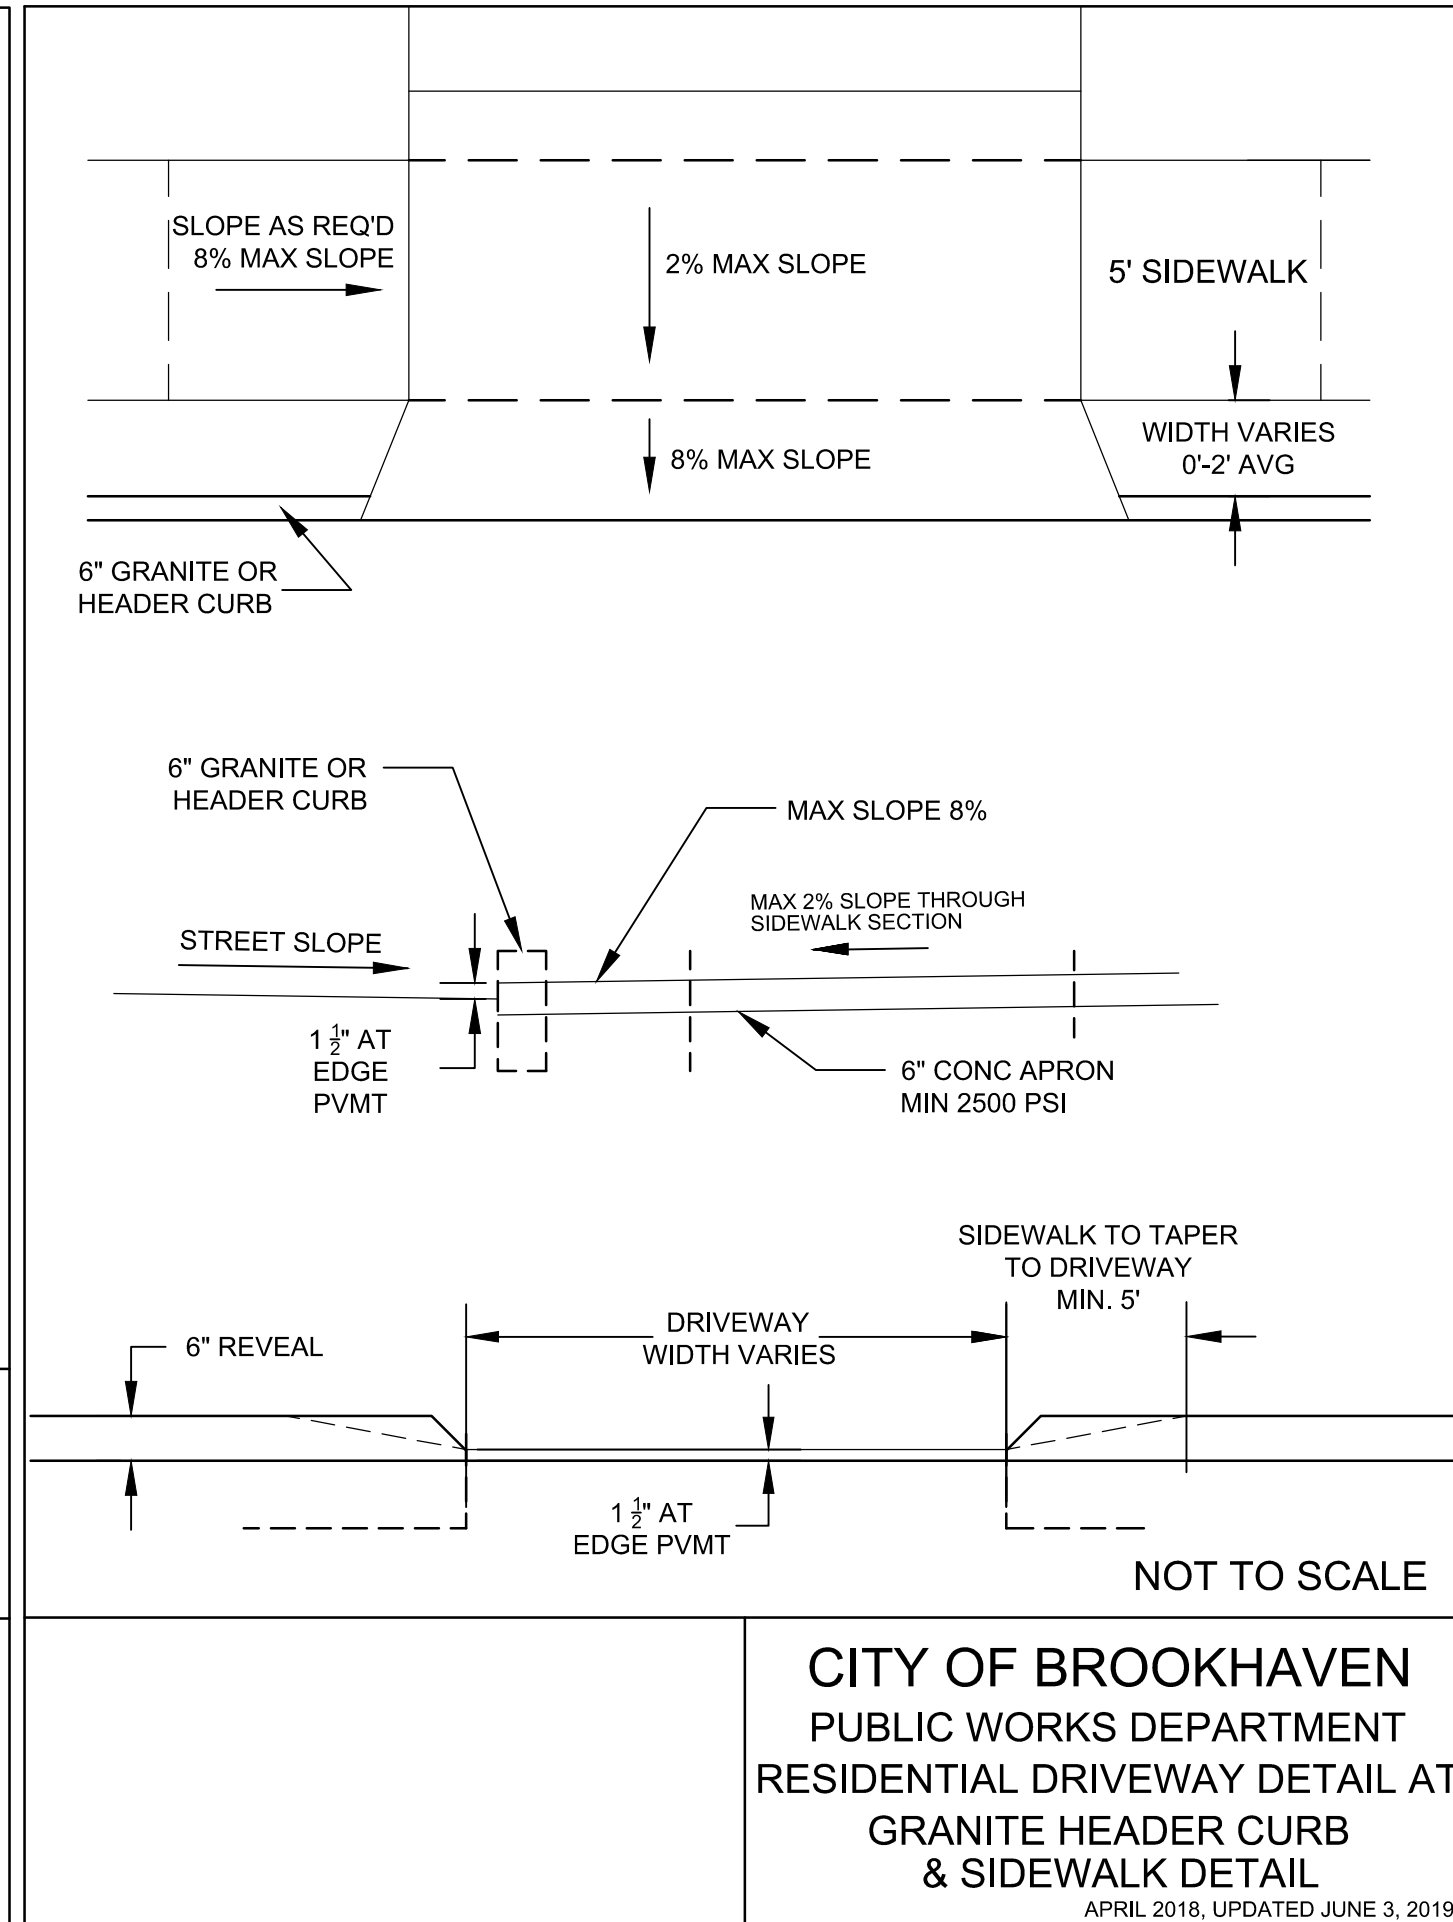 SLOPE AS REQ'D
8% MAX SLOPE
2% MAX SLOPE
5' SIDEWALK
8% MAX SLOPE
WIDTH VARIES
0'-2' AVG
6" GRANITE OR
HEADER CURB
6" GRANITE OR
HEADER CURB
MAX SLOPE 8%
MAX 2% SLOPE THROUGH
SIDEWALK SECTION
STREET SLOPE
1 1/2" AT
EDGE
PVMT
6" CONC APRON
MIN 2500 PSI
SIDEWALK TO TAPER
TO DRIVEWAY
MIN. 5'
DRIVEWAY
WIDTH VARIES
6" REVEAL
1 1/2" AT
EDGE PVMT
NOT TO SCALE
CITY OF BROOKHAVEN
PUBLIC WORKS DEPARTMENT
RESIDENTIAL DRIVEWAY DETAIL AT
GRANITE HEADER CURB
& SIDEWALK DETAIL
APRIL 2018, UPDATED JUNE 3, 2019